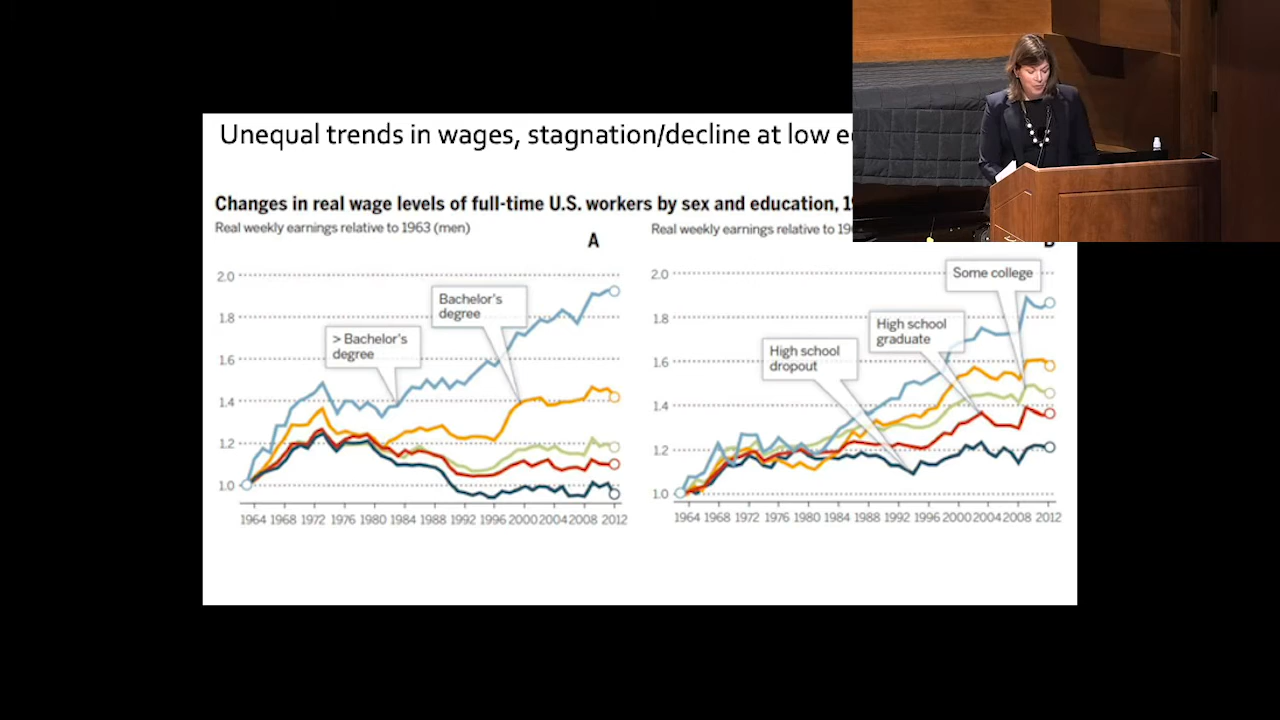 Unequal trends in wages, stagnation/decline at low
Changes in real wage levels of full-time U.S. workers by sex and education,
Real weekly earnings relative to 1963 (men)
Real weekly earnings relative to
A
2.0
1.8
1.6
1.4
1.2
1.0
> Bachelor's
degree
Bachelor's
degree
1964 1968 1972 1976 1980 1984 1988 1992 1996 2000 2004 2008 2012
2.0
1.8
1.6
1.4
1.2
1.0
High school
dropout
High school
graduate
Some college
1964 1968 1972 1976 1980 1984 1988 1992 1996 2000 2004 2008 2012